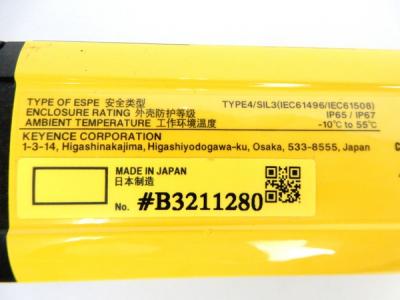 TYPE OF ESPE 安全类型 TYPE4/SIL3(IEC61496/IEC61508)
ENCLOSURE RATING 外壳防护等级 IP65 / IP67
AMBIENT TEMPERATURE 工作环境温度 -10℃ to 55℃
KEYENCE CORPORATION
1-3-14, Higashinakajima, Higashiyodogawa-ku, Osaka, 533-8555, Japan
MADE IN JAPAN
日本制造
No. #B3211280